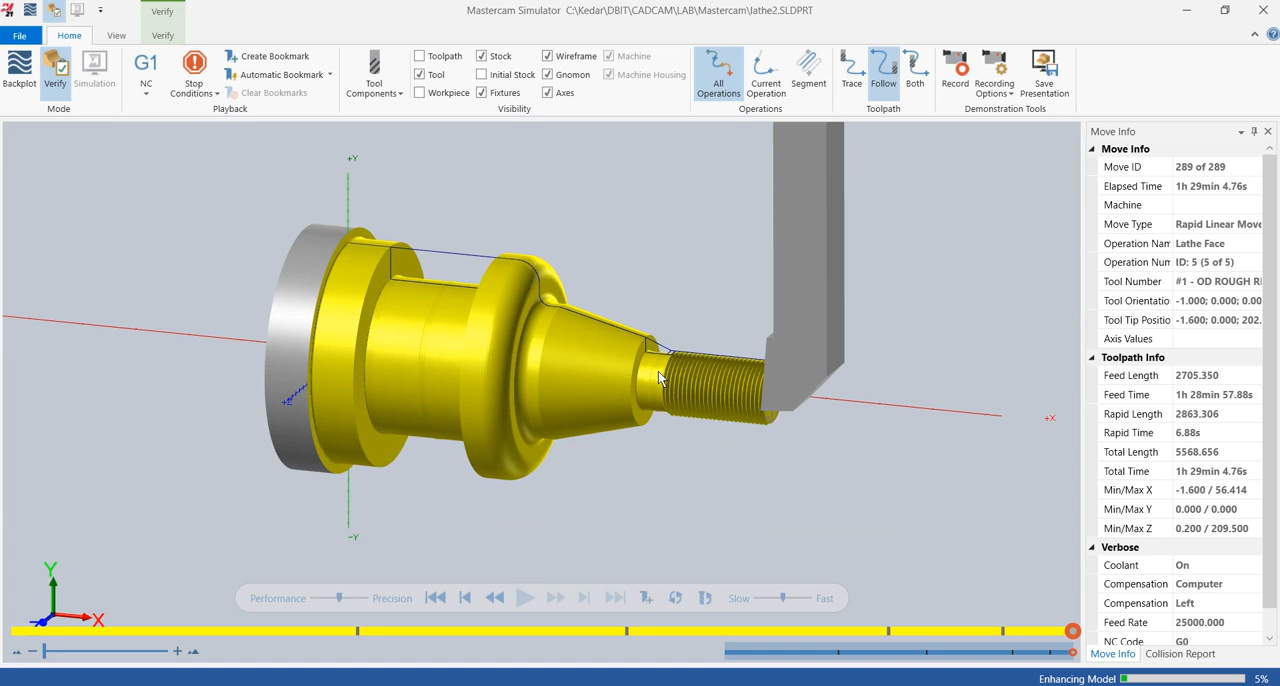 Verify
Mastercam Simulator C:\Kedar\DBIT\CADCAM\LAB\Mastercam\lathe2.SLDPRT
File Home View Verify
Backplot Verify Simulation
Mode
G1
NC
Stop Conditions
Create Bookmark
Automatic Bookmark
Clear Bookmarks
Playback
Tool Components
Toolpath Stock Wireframe Machine
Tool Initial Stock Gnomon Machine Housing
Workpiece Fixtures Axes
Visibility
All Operations
Current Operation
Segment
Operations
Trace Follow Both
Toolpath
Record
Recording Options
Save Presentation
Demonstration Tools
+Y
+X
-Y
+Z
Y
X
Performance Precision Slow Fast
Move Info
Move Info
Move ID 289 of 289
Elapsed Time 1h 29min 4.76s
Machine
Move Type Rapid Linear Move
Operation Nam Lathe Face
Operation Num ID: 5 (5 of 5)
Tool Number #1 - OD ROUGH RI
Tool Orientatio -1.000; 0.000; 0.00
Tool Tip Positio -1.600; 0.000; 202.
Axis Values
Toolpath Info
Feed Length 2705.350
Feed Time 1h 28min 57.88s
Rapid Length 2863.306
Rapid Time 6.88s
Total Length 5568.656
Total Time 1h 29min 4.76s
Min/Max X -1.600 / 56.414
Min/Max Y 0.000 / 0.000
Min/Max Z 0.200 / 209.500
Verbose
Coolant On
Compensation Computer
Compensation Left
Feed Rate 25000.000
NC Code G0
Move Info Collision Report
Enhancing Model 5%